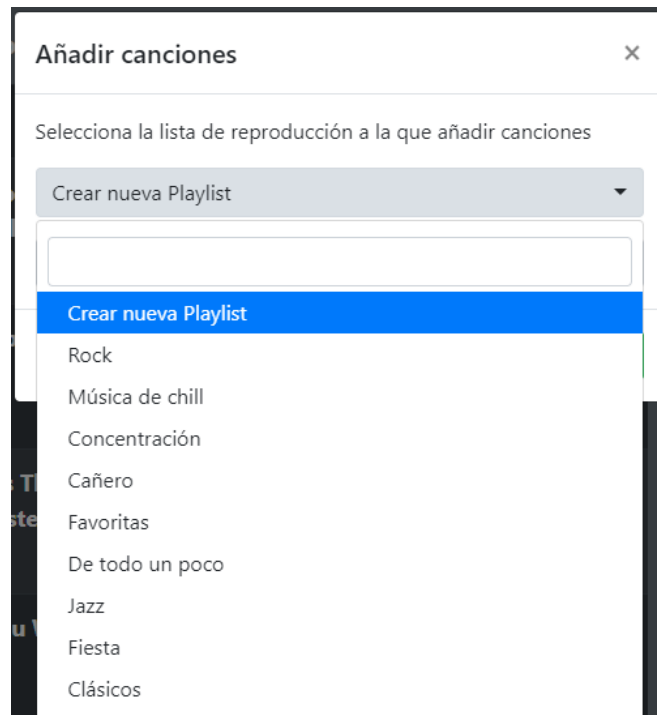 Añadir canciones
×
Selecciona la lista de reproducción a la que añadir canciones
Crear nueva Playlist
Crear nueva Playlist
Rock
Música de chill
Concentración
Cañero
Favoritas
De todo un poco
Jazz
Fiesta
Clásicos